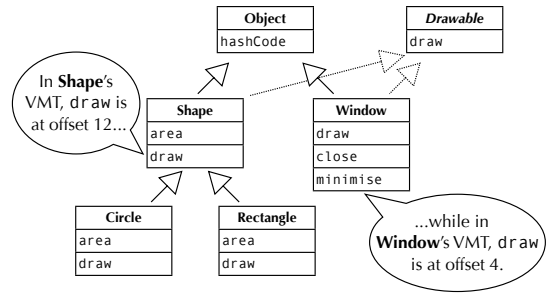 Object
hashCode
Drawable
draw
In Shape's
VMT, draw is
at offset 12...
Shape
area
draw
Window
draw
close
minimise
Circle
area
draw
Rectangle
area
draw
...while in
Window's VMT, draw
is at offset 4.